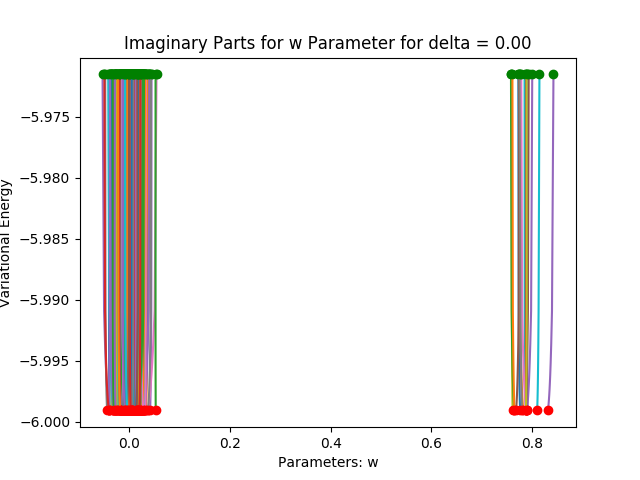 Imaginary Parts for w Parameter for delta = 0.00
Variational Energy
−5.975
−5.980
−5.985
−5.990
−5.995
−6.000
0.0 0.2 0.4 0.6 0.8
Parameters: w